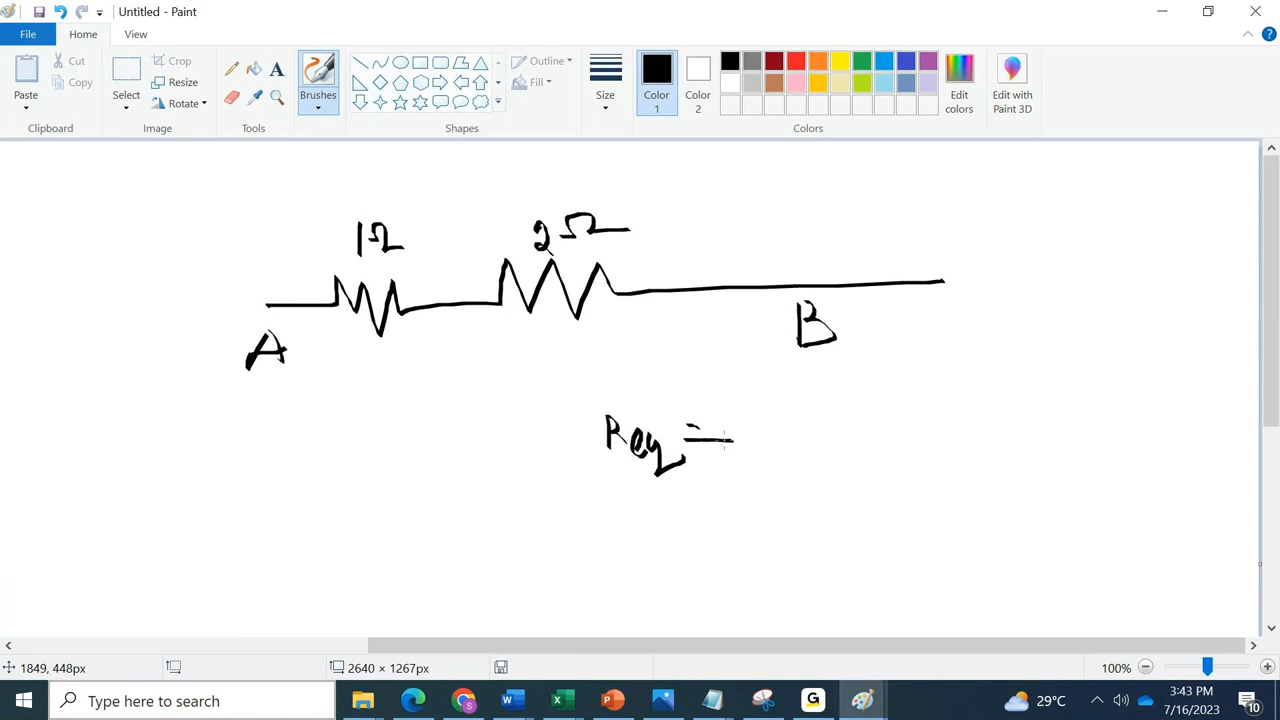 Untitled - Paint
File Home View
Paste
Cut
Copy
Clipboard
Select
Crop
Resize
Rotate
Image
Tools
Brushes
Outline
Fill
Shapes
Size
Color 1
Color 2
Edit colors
Colors
Edit with Paint 3D
1Ω 2Ω
A B
Req =
1849, 448px
2640 × 1267px
100%
Type here to search
29°C
3:43 PM
7/16/2023
10